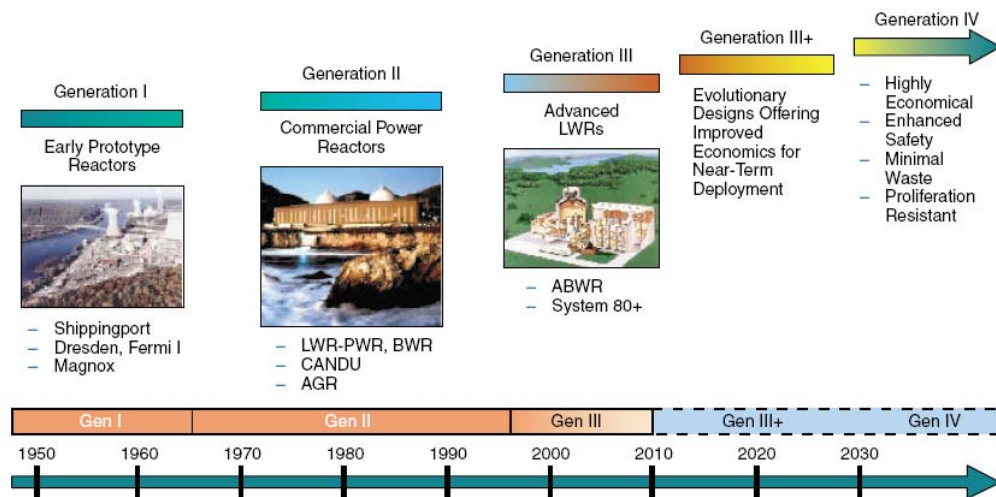 Generation I
Early Prototype
Reactors
– Shippingport
– Dresden, Fermi I
– Magnox
Generation II
Commercial Power
Reactors
– LWR-PWR, BWR
– CANDU
– AGR
Generation III
Advanced
LWRs
– ABWR
– System 80+
Generation III+
Evolutionary
Designs Offering
Improved
Economics for
Near-Term
Deployment
Generation IV
– Highly
Economical
– Enhanced
Safety
– Minimal
Waste
– Proliferation
Resistant
Gen I Gen II Gen III Gen III+ Gen IV
1950 1960 1970 1980 1990 2000 2010 2020 2030